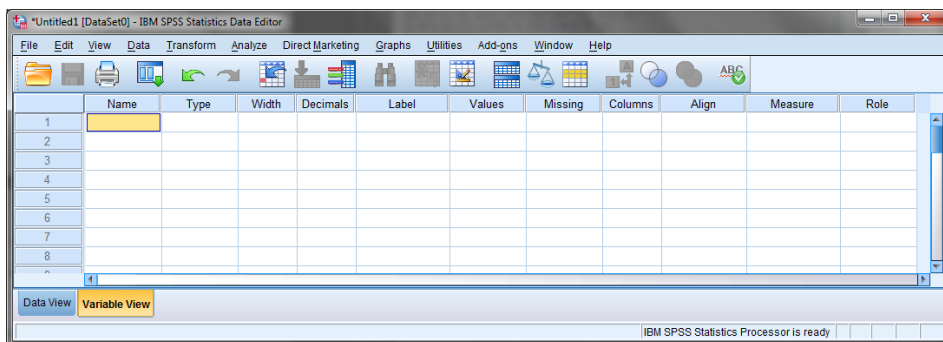 *Untitled1 [DataSet0] - IBM SPSS Statistics Data Editor
File Edit View Data Transform Analyze Direct Marketing Graphs Utilities Add-ons Window Help
A
1 4
ABC
Name Type Width Decimals Label Values Missing Columns Align Measure Role
1
2
3
4
5
6
7
8
Data View Variable View
IBM SPSS Statistics Processor is ready